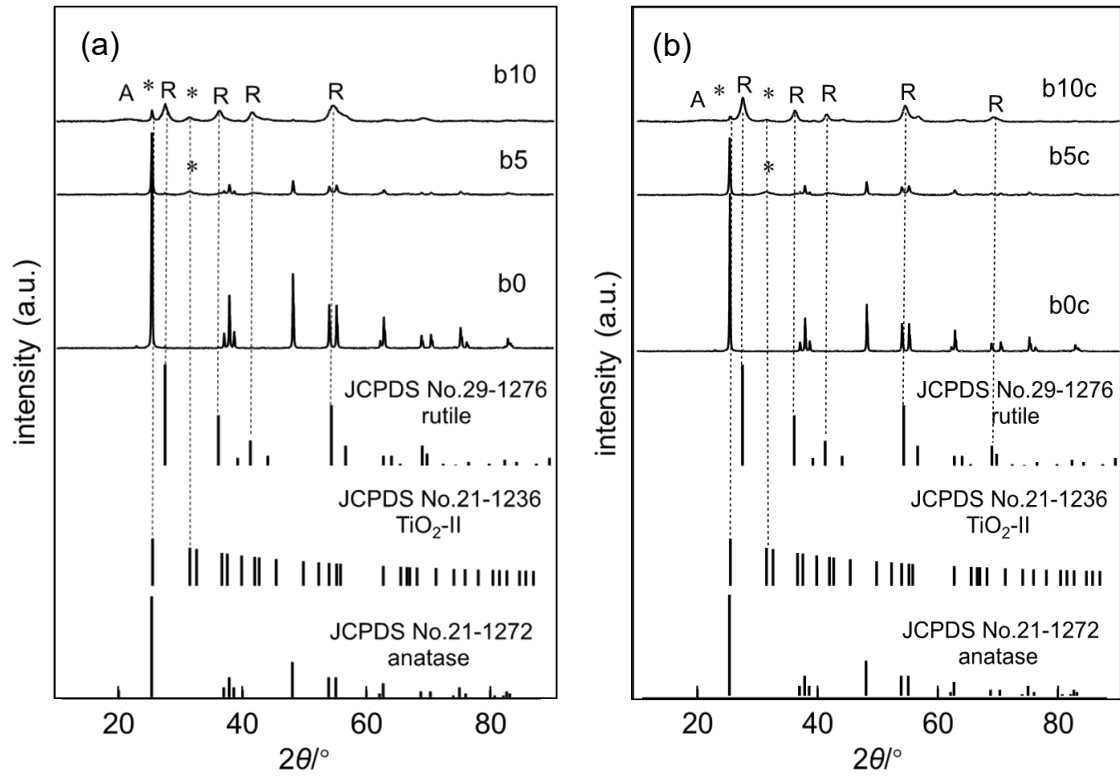 (a)
b10
A * R * R R R
b5
*
b0
JCPDS No.29-1276
rutile
JCPDS No.21-1236
TiO₂-II
JCPDS No.21-1272
anatase
20 40 60 80
2θ/°
intensity (a.u.)
(b)
b10c
A * R * R R R R
b5c
*
b0c
JCPDS No.29-1276
rutile
JCPDS No.21-1236
TiO₂-II
JCPDS No.21-1272
anatase
20 40 60 80
2θ/°
intensity (a.u.)